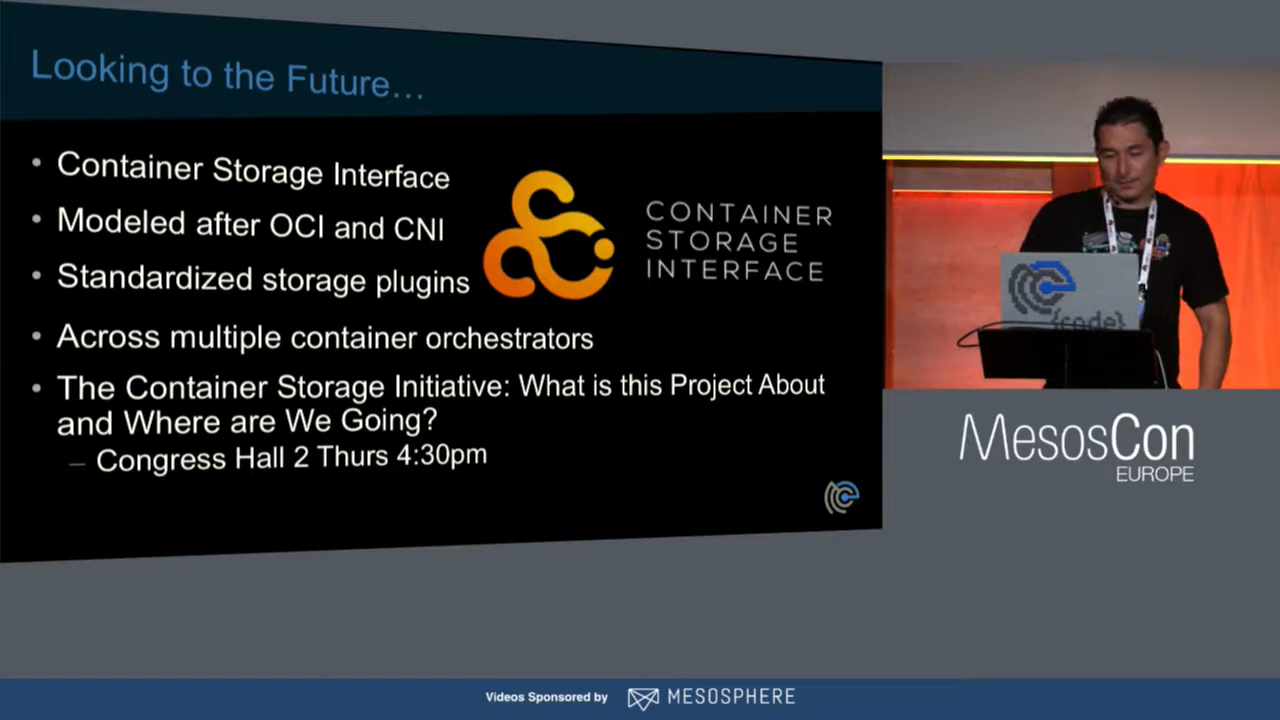 Looking to the Future…
• Container Storage Interface
• Modeled after OCI and CNI
• Standardized storage plugins
• Across multiple container orchestrators
• The Container Storage Initiative: What is this Project About
and Where are We Going?
– Congress Hall 2 Thurs 4:30pm
CONTAINER
STORAGE
INTERFACE
{code}
MesosCon
EUROPE
Videos Sponsored by MESOSPHERE